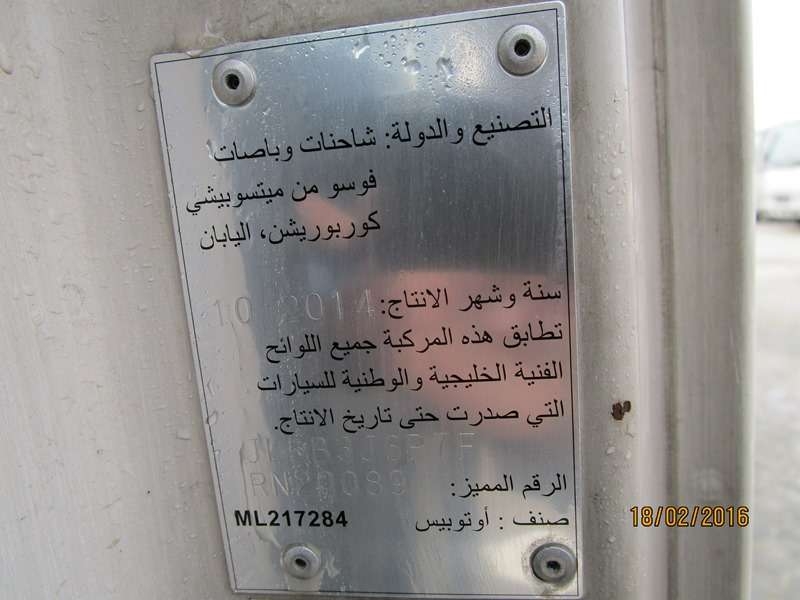 التصنيع والدولة: شاحنات وباصات
فوسو من ميتسوبيشي
كوربوريشن، اليابان
سنة وشهر الانتاج: 10 2014
تطابق هذه المركبة جميع اللوائح
الفنية الخليجية والوطنية للسيارات
التي صدرت حتى تاريخ الانتاج.
الرقم المميز:
صنف : أوتوبيس ML217284
18/02/2016